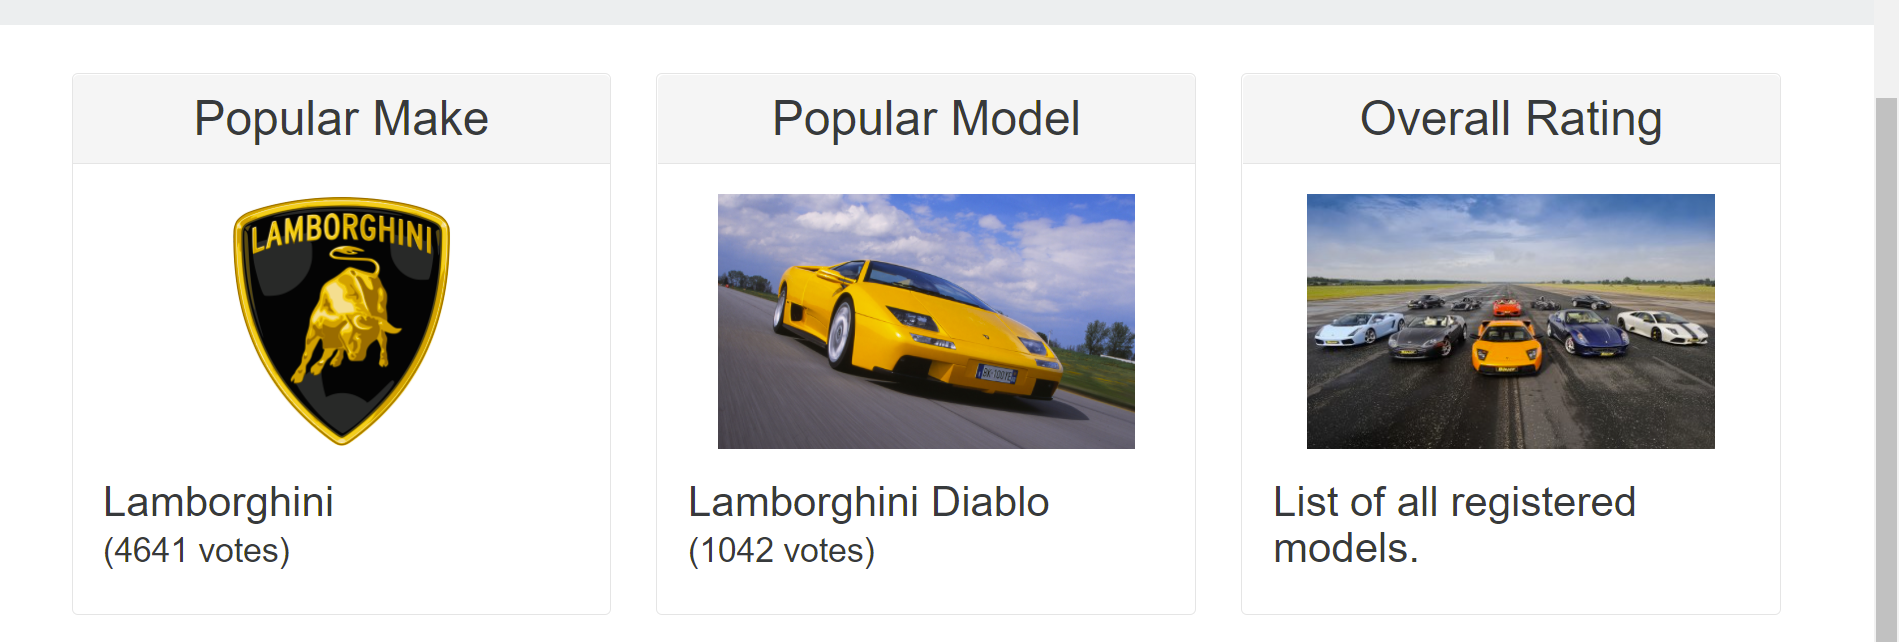 Popular Make
LAMBORGHINI
Lamborghini
(4641 votes)
Popular Model
Lamborghini Diablo
(1042 votes)
Overall Rating
List of all registered
models.